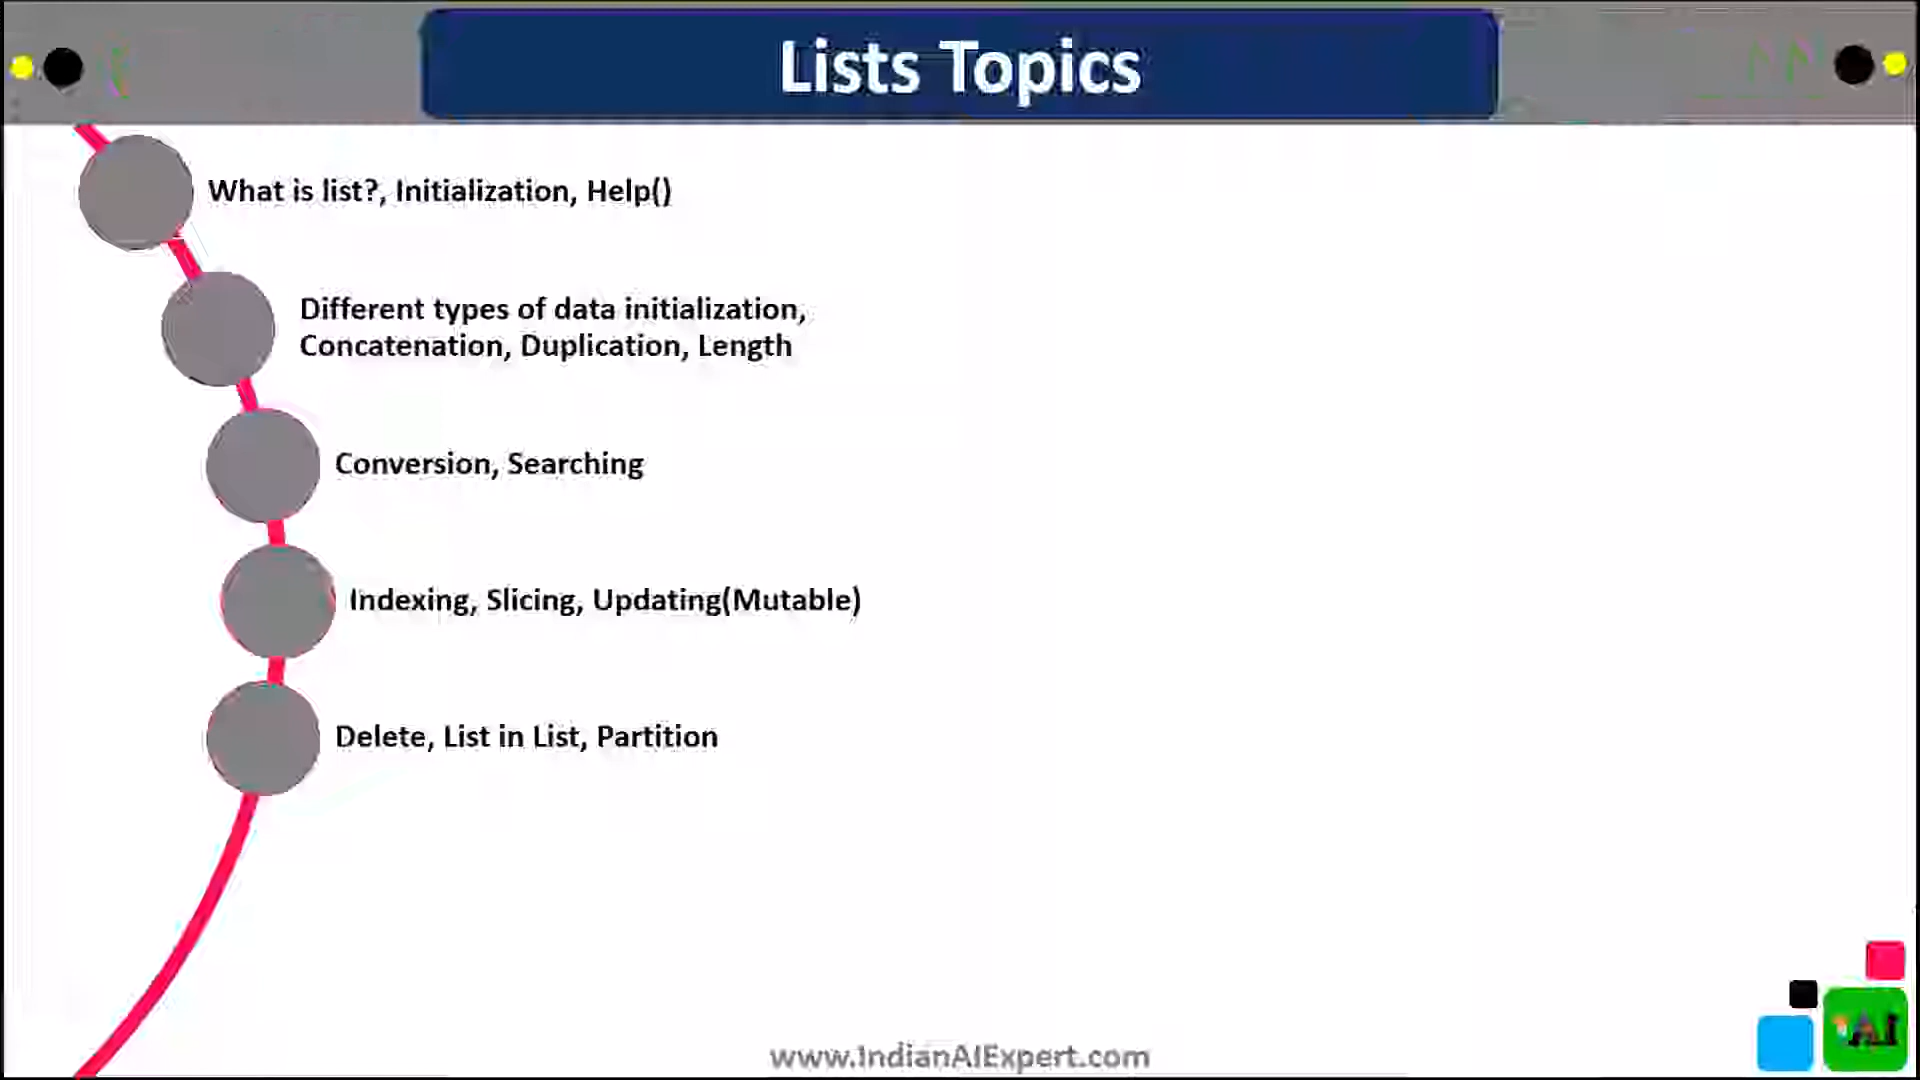 Lists Topics
What is list?, Initialization, Help()
Different types of data initialization,
Concatenation, Duplication, Length
Conversion, Searching
Indexing, Slicing, Updating(Mutable)
Delete, List in List, Partition
www.IndianAIExpert.com
AI